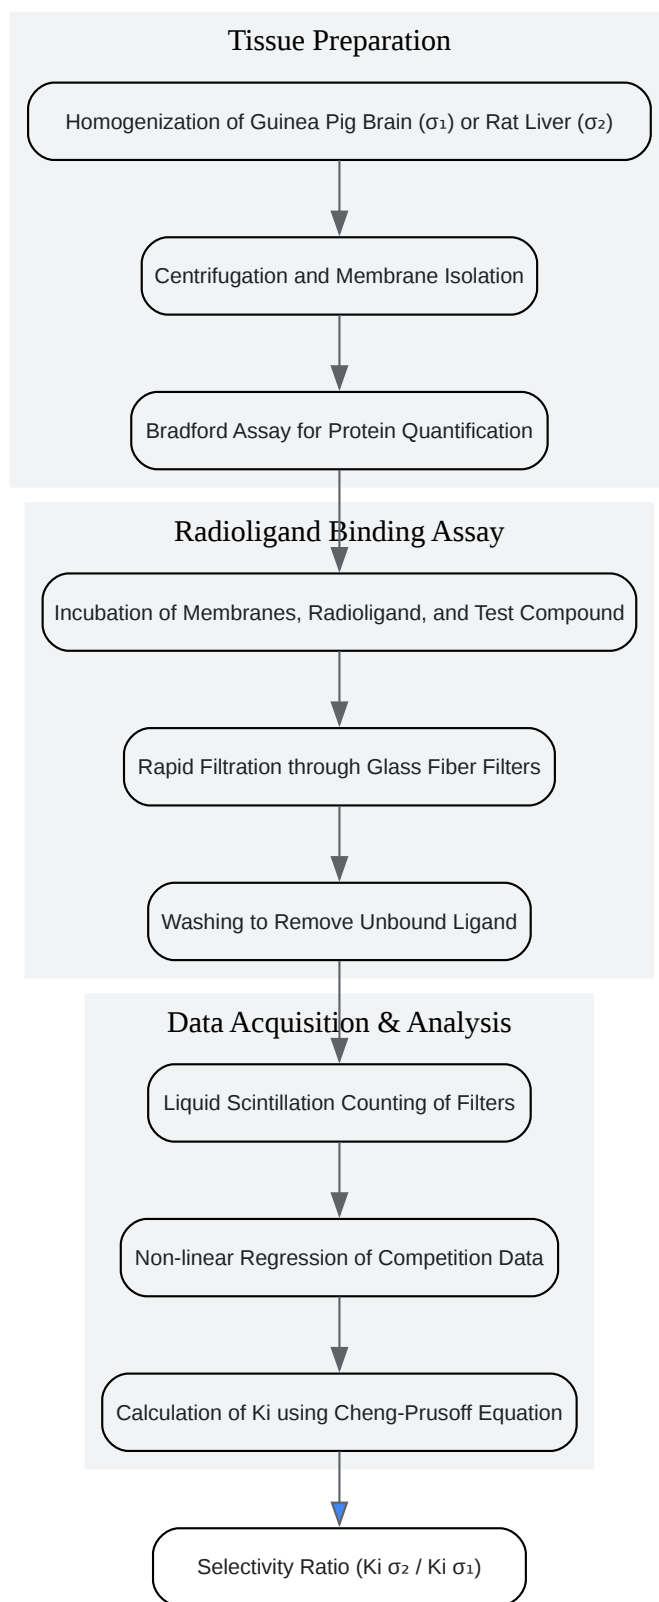 Tissue Preparation
Homogenization of Guinea Pig Brain (σ₁) or Rat Liver (σ₂)
Centrifugation and Membrane Isolation
Bradford Assay for Protein Quantification
Radioligand Binding Assay
Incubation of Membranes, Radioligand, and Test Compound
Rapid Filtration through Glass Fiber Filters
Washing to Remove Unbound Ligand
Data Acquisition & Analysis
Liquid Scintillation Counting of Filters
Non-linear Regression of Competition Data
Calculation of Ki using Cheng-Prusoff Equation
Selectivity Ratio (Ki σ₂ / Ki σ₁)